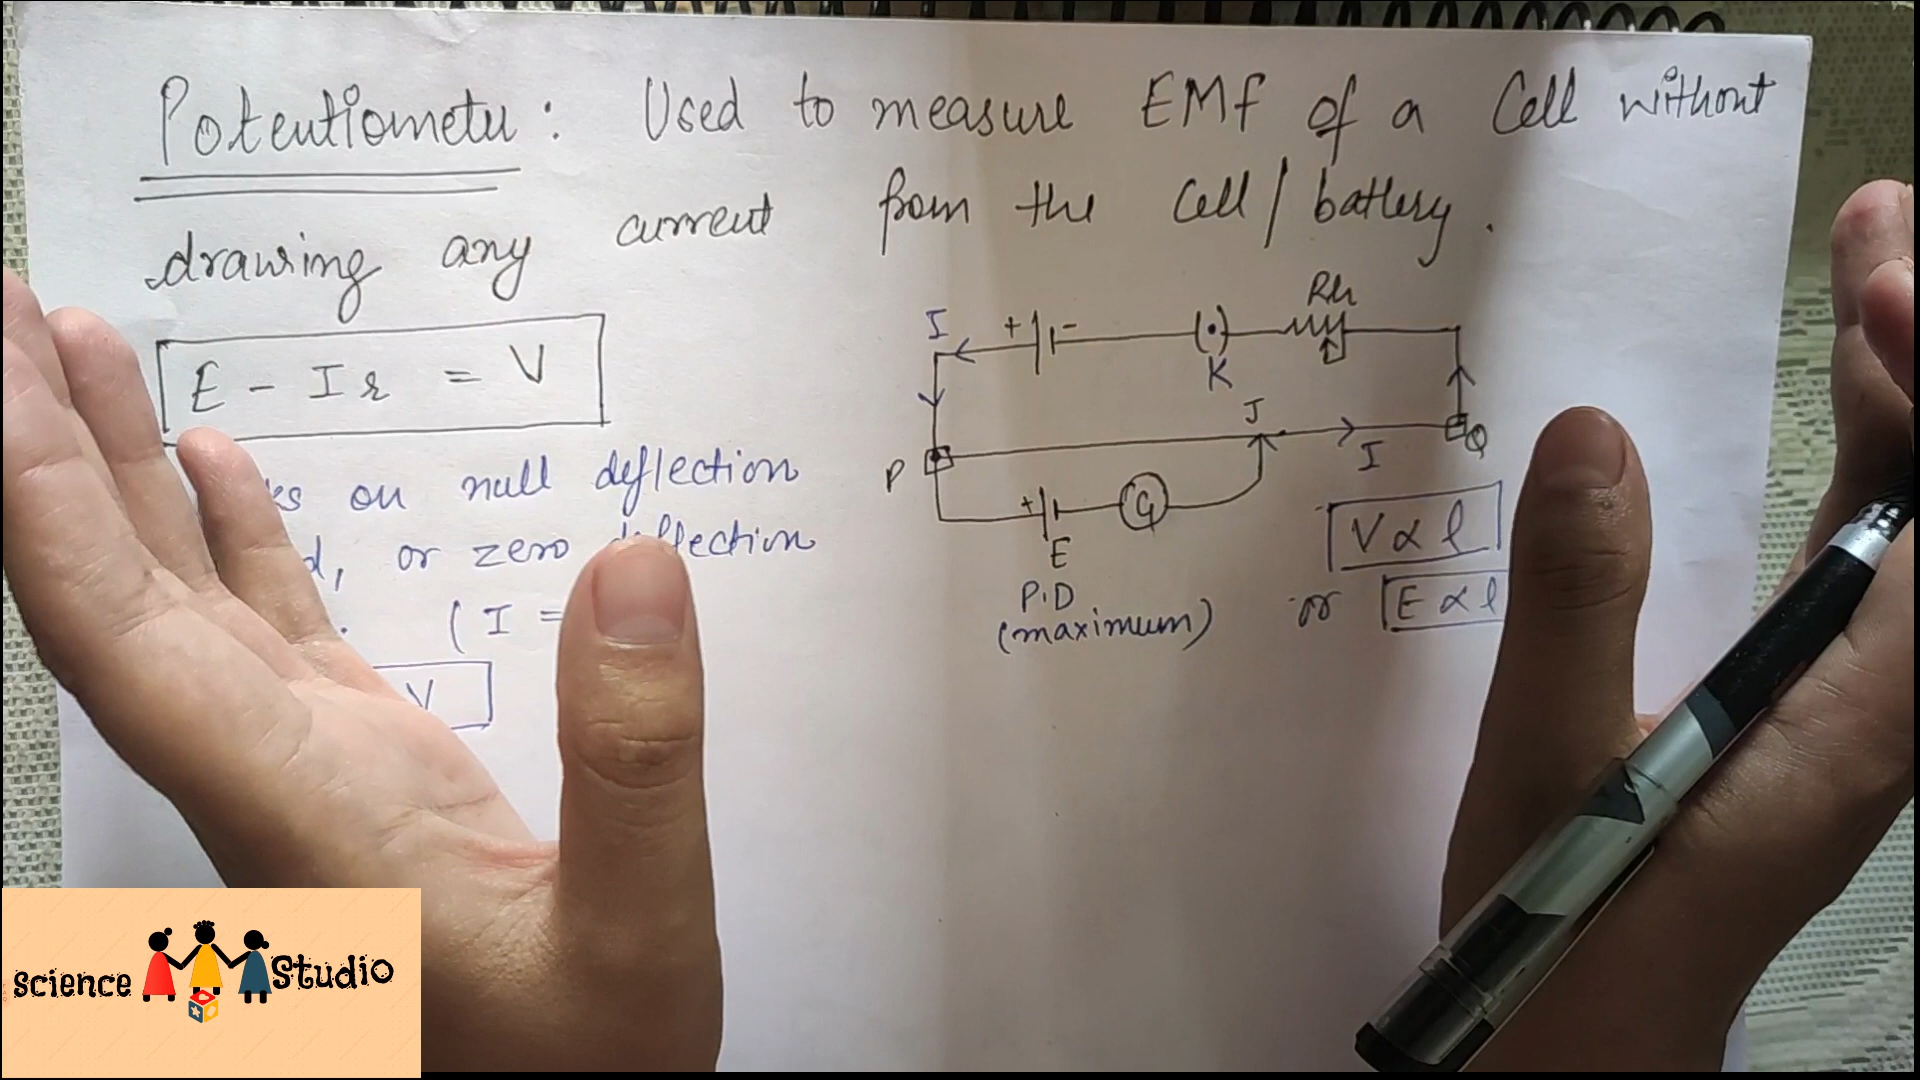 Potentiometer : Used to measure EMf of a Cell without
drawing any current from the Cell / battery.
E - Ir = V
on null deflection
or zero deflection
( I =
V
I
+ -
K
Rh
J
P
I
Q
+
G
E
P.D
(maximum)
V ∝ l
or E ∝ l
Science Studio